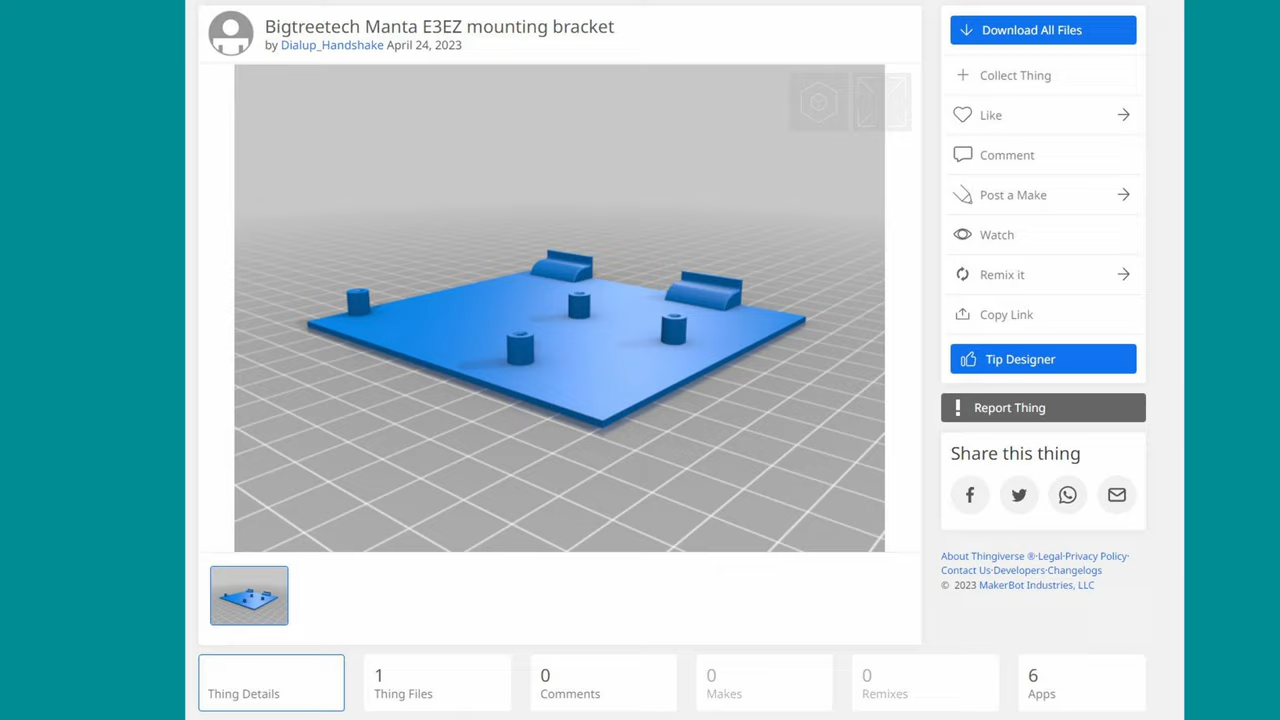 Bigtreetech Manta E3EZ mounting bracket
by Dialup_Handshake April 24, 2023
Download All Files
Collect Thing
Like
Comment
Post a Make
Watch
Remix it
Copy Link
Tip Designer
Report Thing
Share this thing
About Thingiverse ®·Legal·Privacy Policy·
Contact Us·Developers·Changelogs
© 2023 MakerBot Industries, LLC
Thing Details
1
Thing Files
0
Comments
0
Makes
0
Remixes
6
Apps